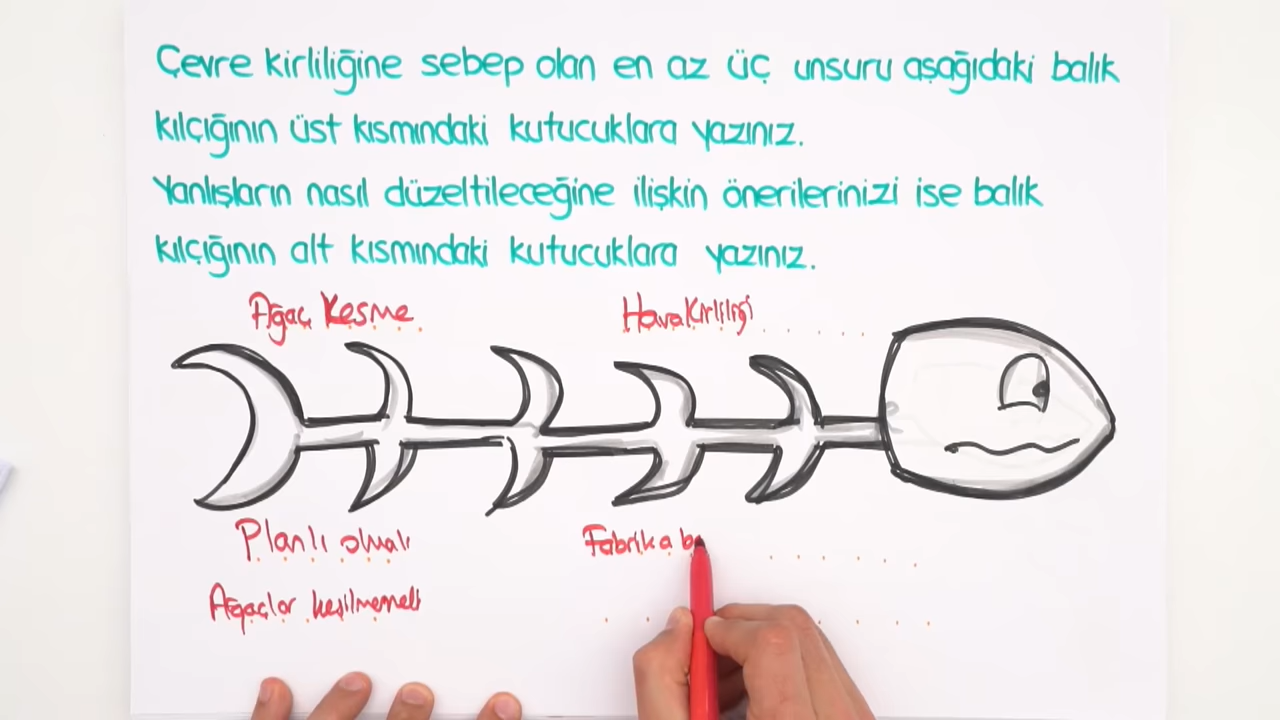 Çevre kirliliğine sebep olan en az üç unsuru aşağıdaki balık
kılçığının üst kısmındaki kutucuklara yazınız.
Yanlışların nasıl düzeltileceğine ilişkin önerilerinizi ise balık
kılçığının alt kısmındaki kutucuklara yazınız.
Ağaç Kesme
Hava Kirliliği
Planlı olmalı
Fabrika b
Ağaçlar kesilmemeli